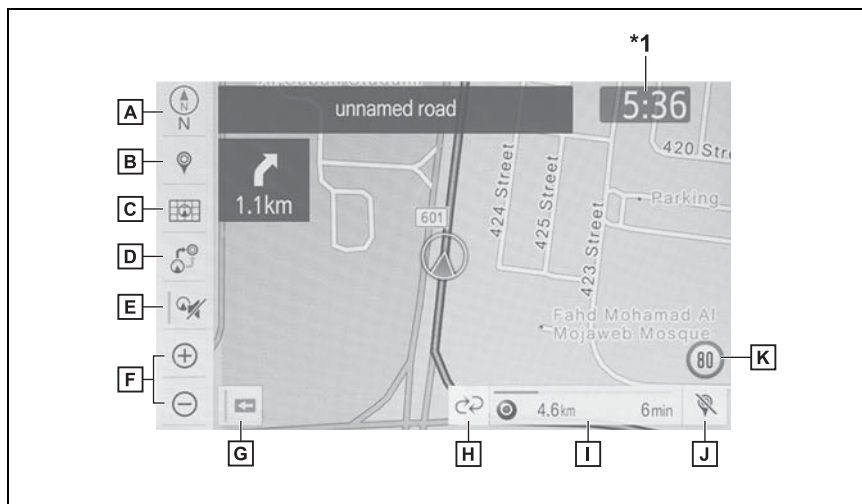 *1
A
N
N
unnamed road
5:36
B
420
1.1km
424 Street
425 Street
423 Street
Parking
C
601
D
E
Fahd Mohamad Al
Mojaweb Mosque
F
80
K
4.6km
6min
G
H
I
J